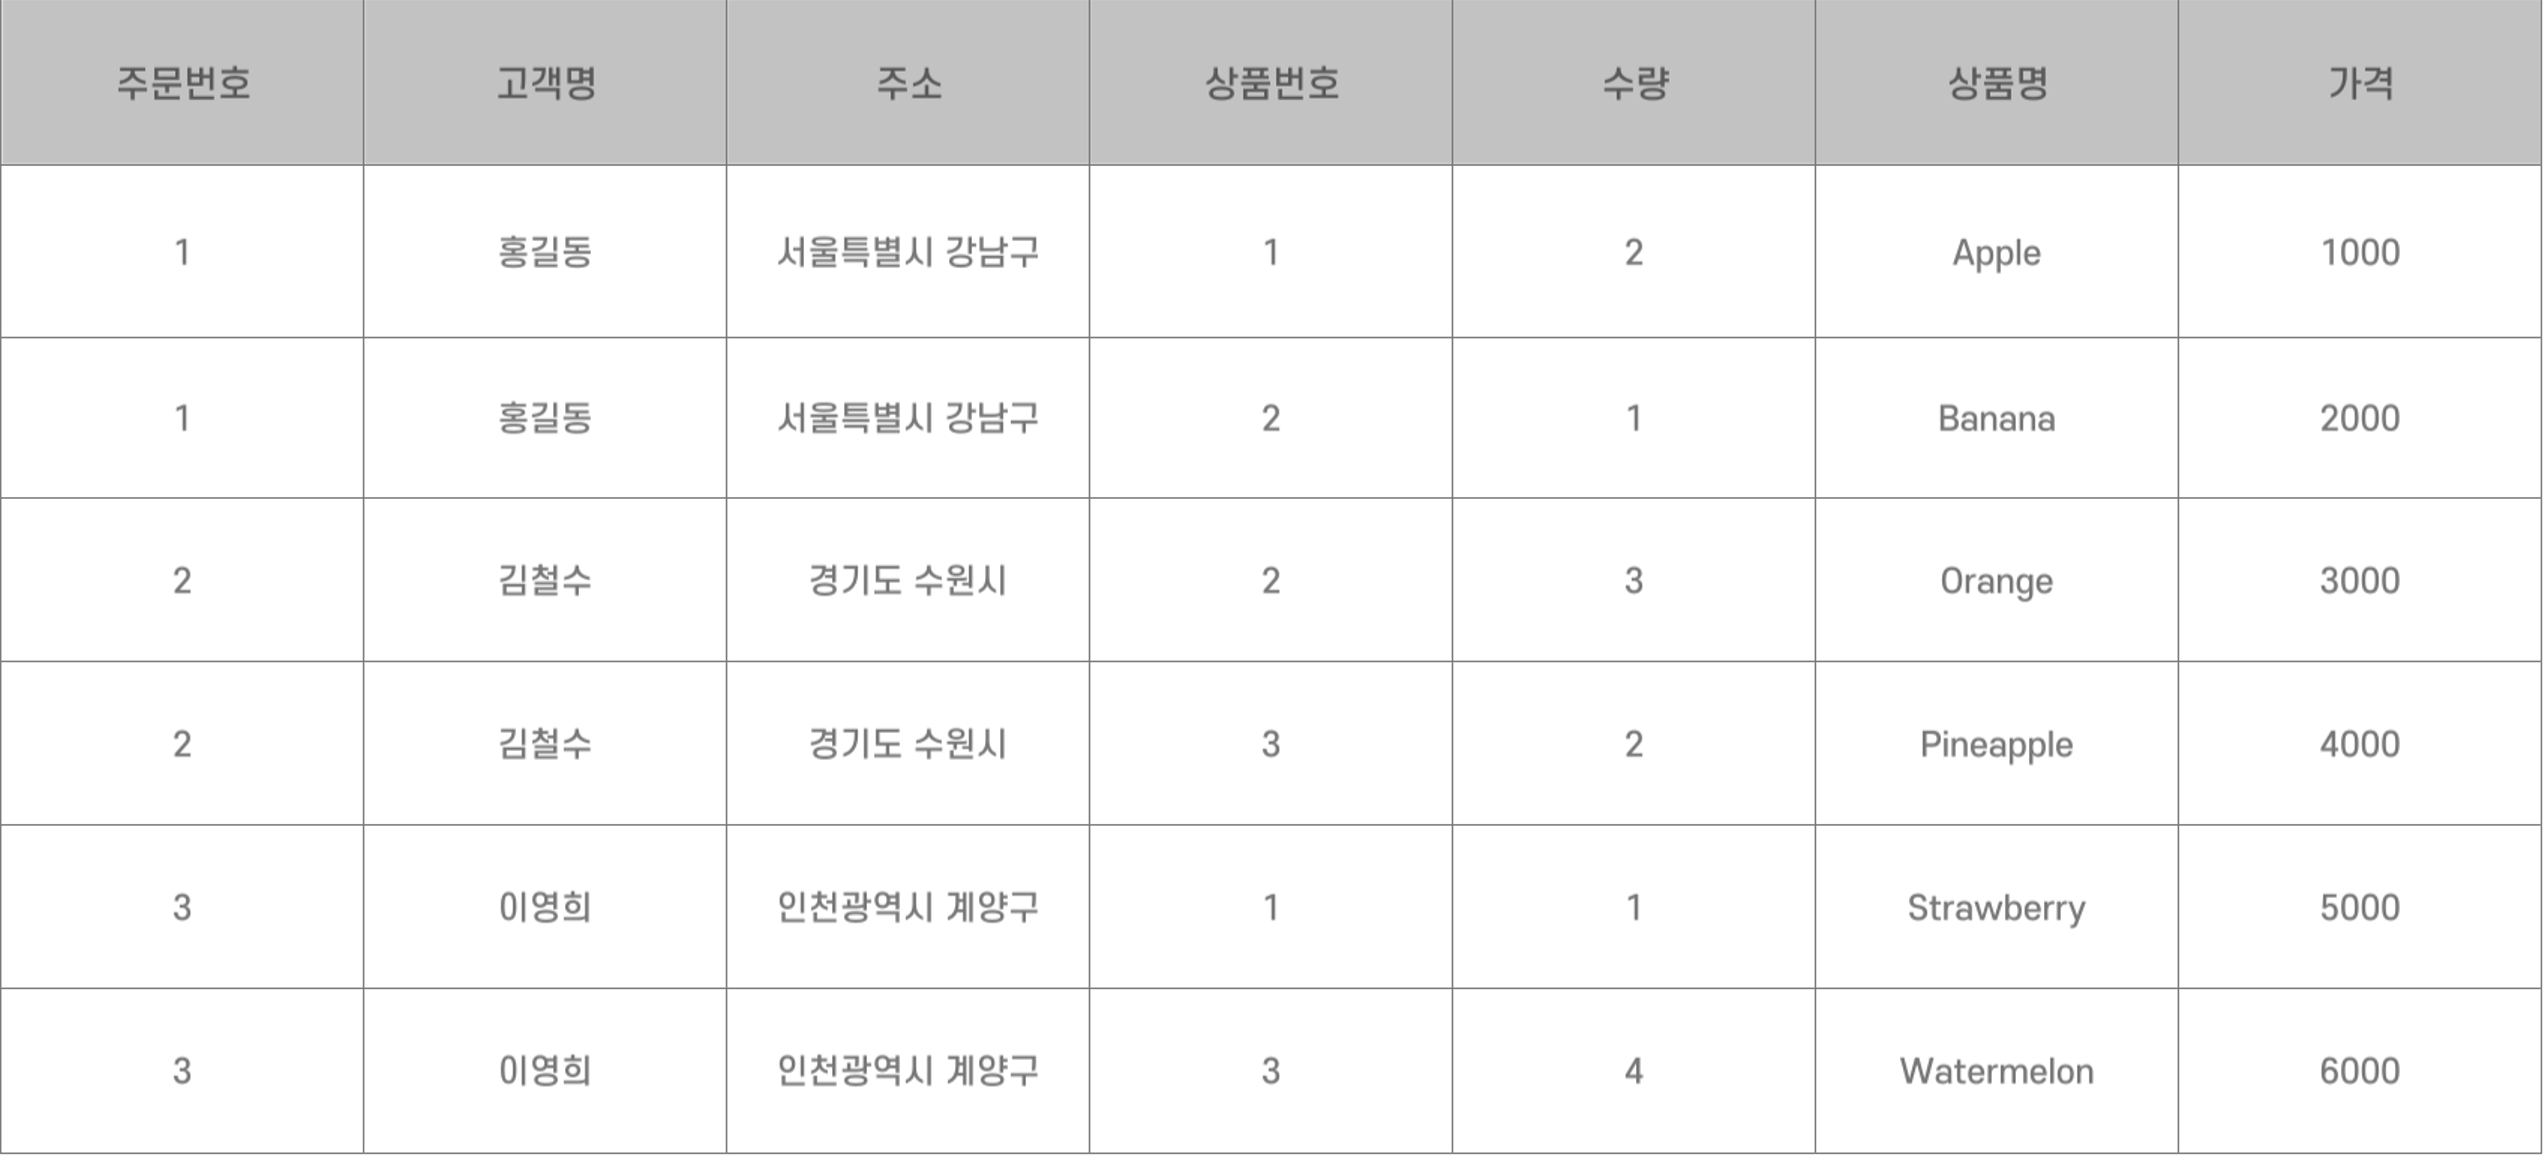 주문번호 고객명 주소 상품번호 수량 상품명 가격
1 홍길동 서울특별시 강남구 1 2 Apple 1000
1 홍길동 서울특별시 강남구 2 1 Banana 2000
2 김철수 경기도 수원시 2 3 Orange 3000
2 김철수 경기도 수원시 3 2 Pineapple 4000
3 이영희 인천광역시 계양구 1 1 Strawberry 5000
3 이영희 인천광역시 계양구 3 4 Watermelon 6000